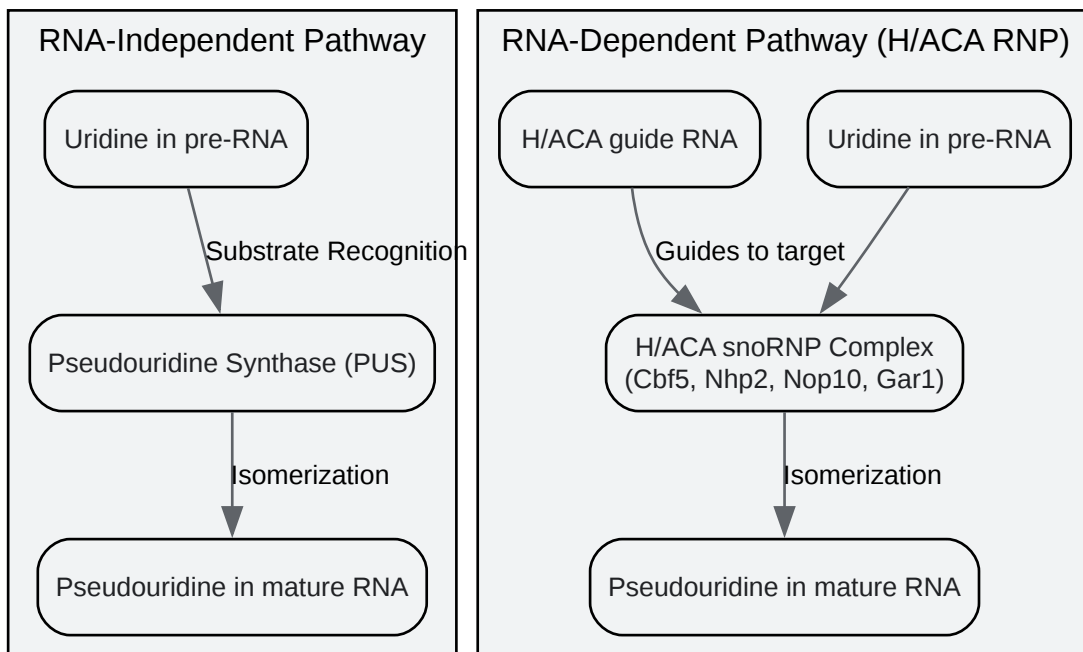 RNA-Independent Pathway
Uridine in pre-RNA
Substrate Recognition
Pseudouridine Synthase (PUS)
Isomerization
Pseudouridine in mature RNA
RNA-Dependent Pathway (H/ACA RNP)
H/ACA guide RNA
Uridine in pre-RNA
Guides to target
H/ACA snoRNP Complex
(Cbf5, Nhp2, Nop10, Gar1)
Isomerization
Pseudouridine in mature RNA